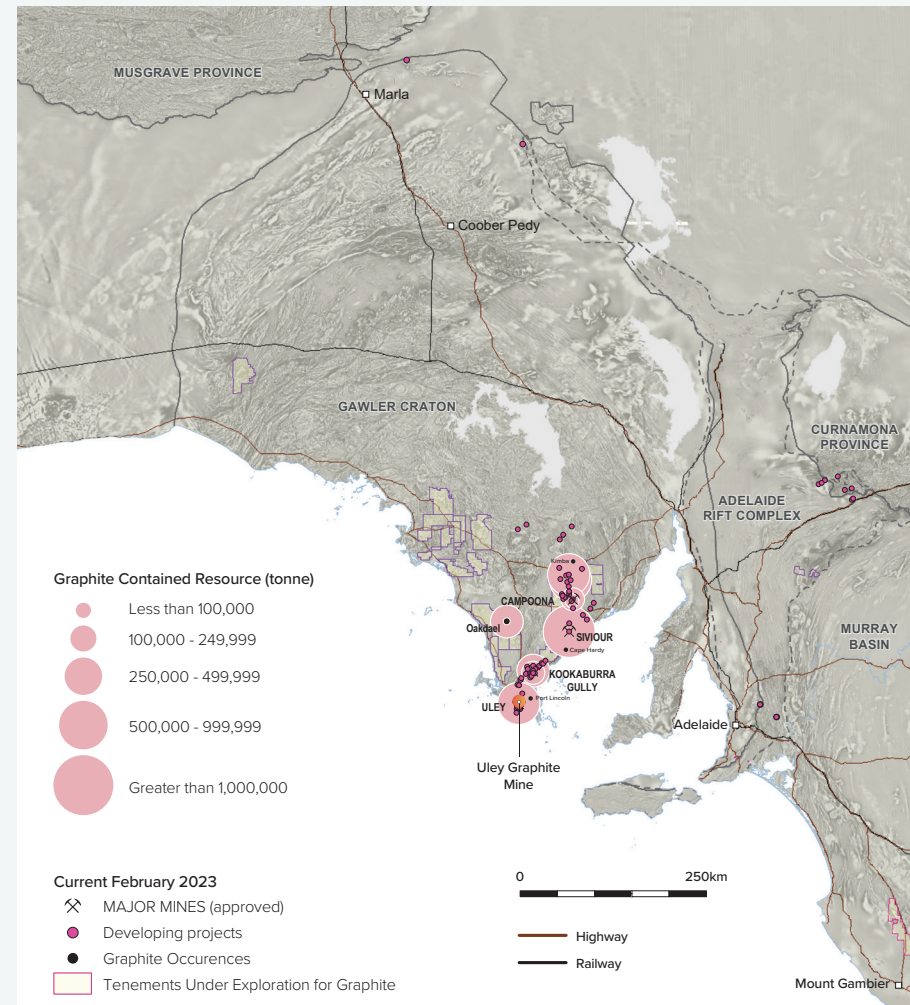 MUSGRAVE PROVINCE
Marla
Coober Pedy
GAWLER CRATON
CURNAMONA
PROVINCE
ADELAIDE
RIFT COMPLEX
Kimba
CAMPOONA
Oakdael
SIVIOUR
Cape Hardy
MURRAY
BASIN
KOOKABURRA
GULLY
ULEY
Port Lincoln
Adelaide
Uley Graphite
Mine
Graphite Contained Resource (tonne)
Less than 100,000
100,000 - 249,999
250,000 - 499,999
500,000 - 999,999
Greater than 1,000,000
Current February 2023
MAJOR MINES (approved)
Developing projects
Graphite Occurences
Tenements Under Exploration for Graphite
0 250km
Highway
Railway
Mount Gambier